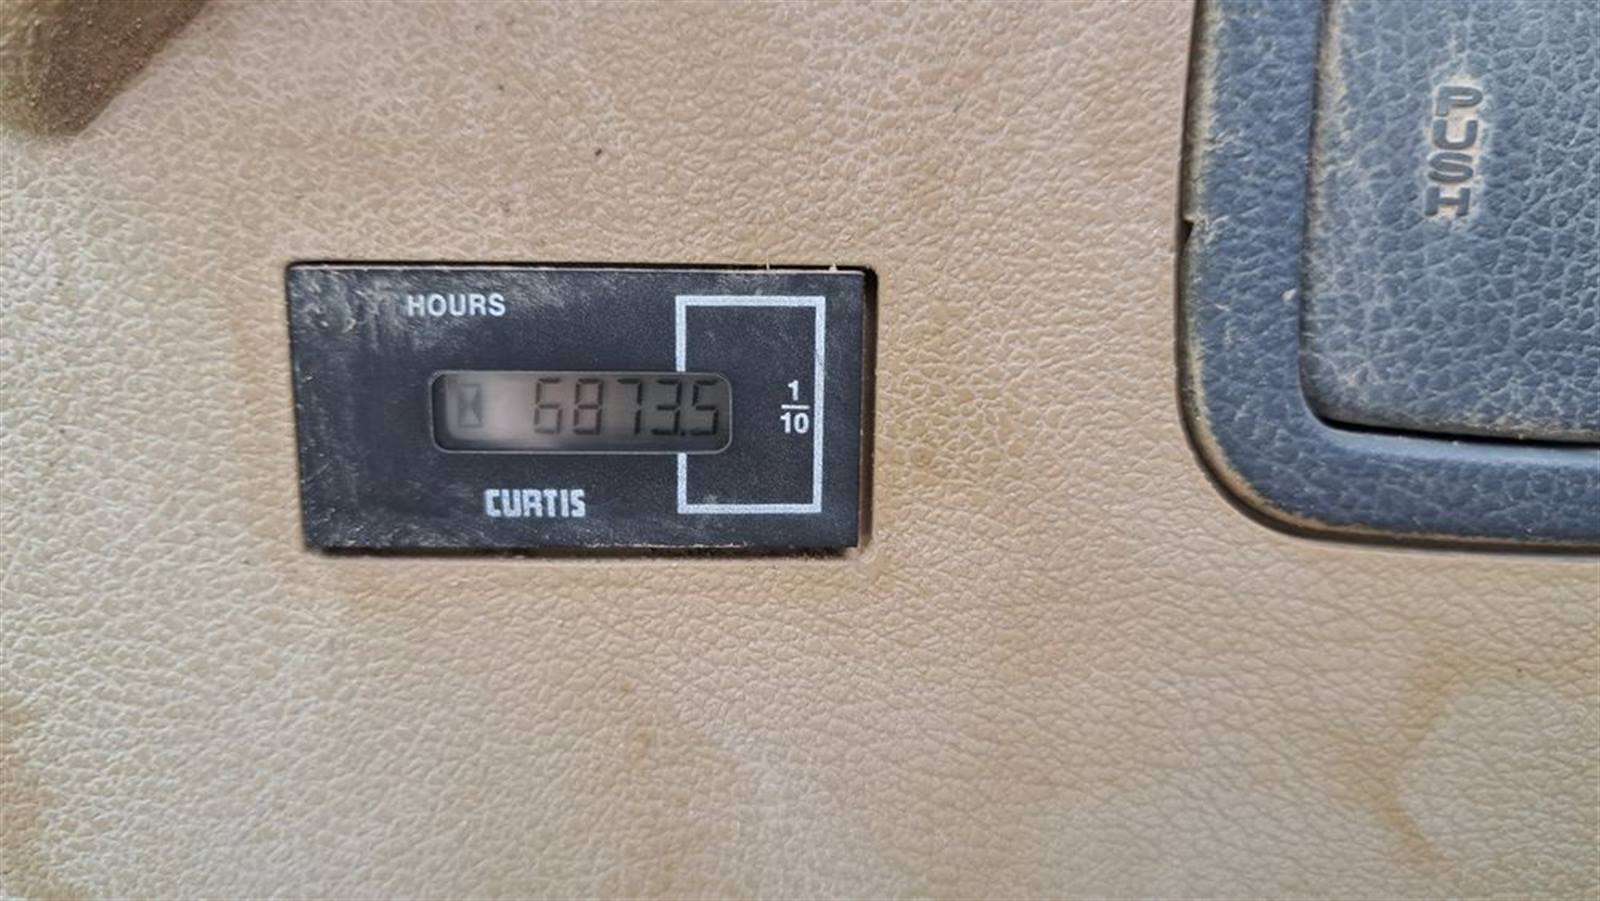 PUSH
HOURS
6873.5
1/10
CURTIS